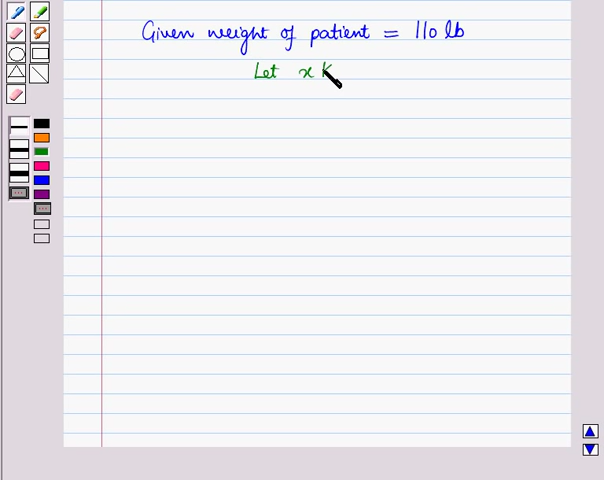 Given weight of patient = 110 lb
Let x K